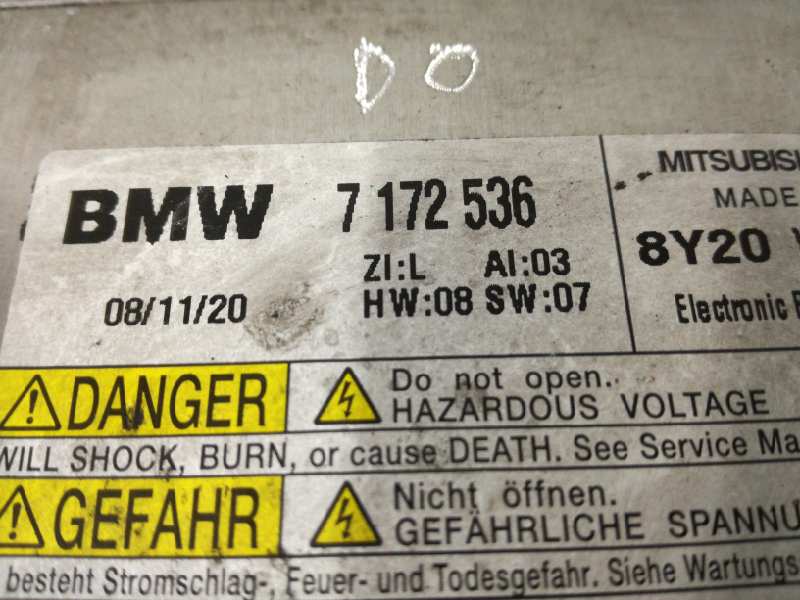 DO
BMW 7 172 536
ZI:L AI:03
08/11/20 HW:08 SW:07
MITSUBIS
MADE
8Y20
Electronic
DANGER Do not open.
HAZARDOUS VOLTAGE
WILL SHOCK, BURN, or cause DEATH. See Service Ma
GEFAHR Nicht öffnen.
GEFÄHRLICHE SPANNU
besteht Stromschlag-, Feuer- und Todesgefahr. Siehe Wartungs